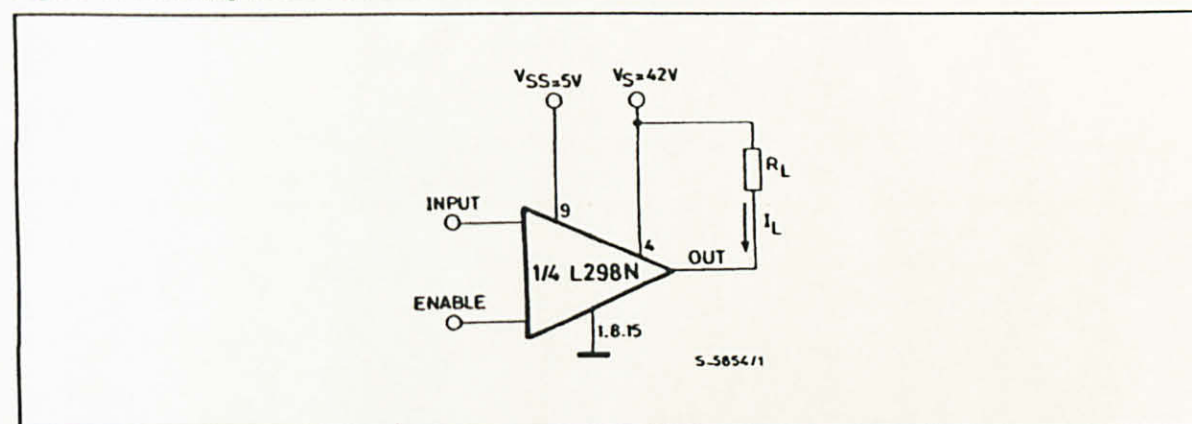 VSS=5V
VS=42V
RL
INPUT
9
IL
4
OUT
1/4 L298N
ENABLE
1.8.15
S-5854/1